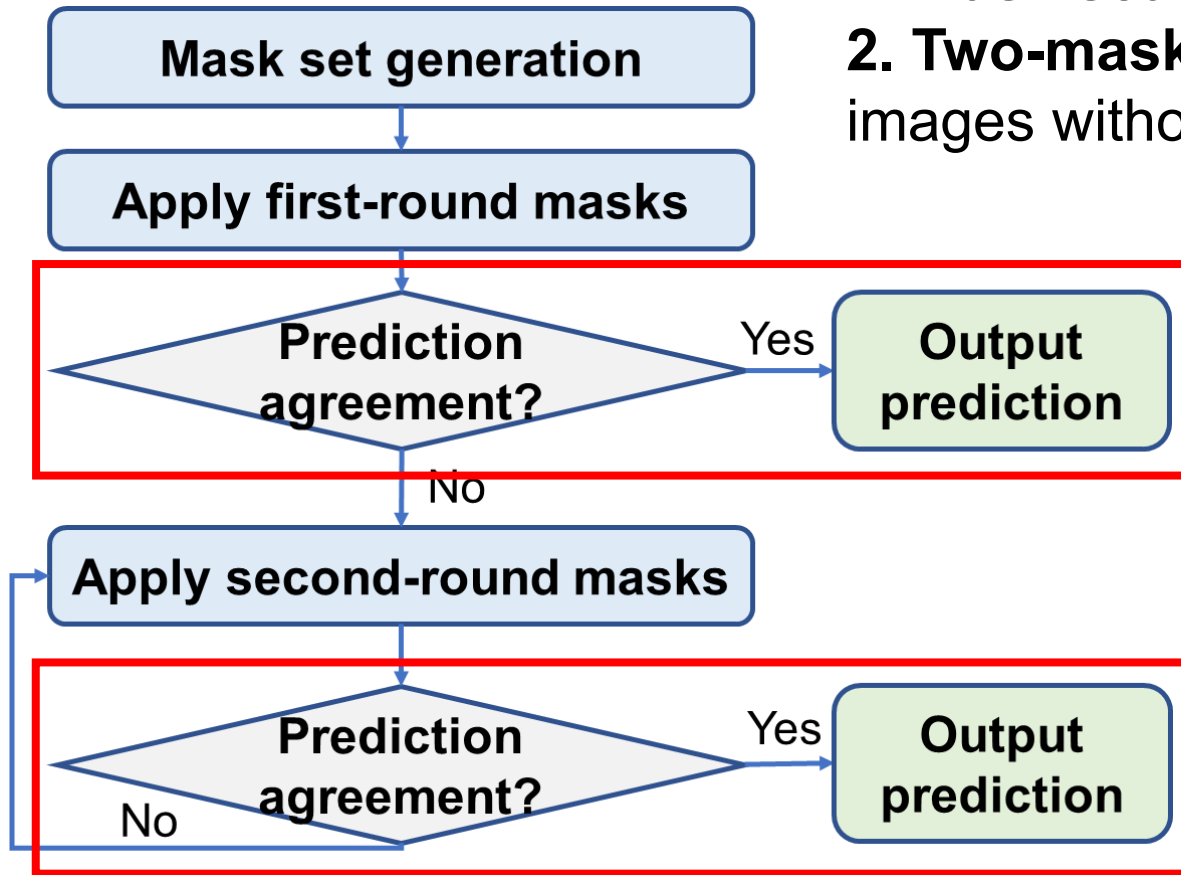 Mask set generation
2. Two-mask
images witho
Apply first-round masks
Prediction
agreement?
Yes
Output
prediction
No
Apply second-round masks
Prediction
agreement?
Yes
Output
prediction
No